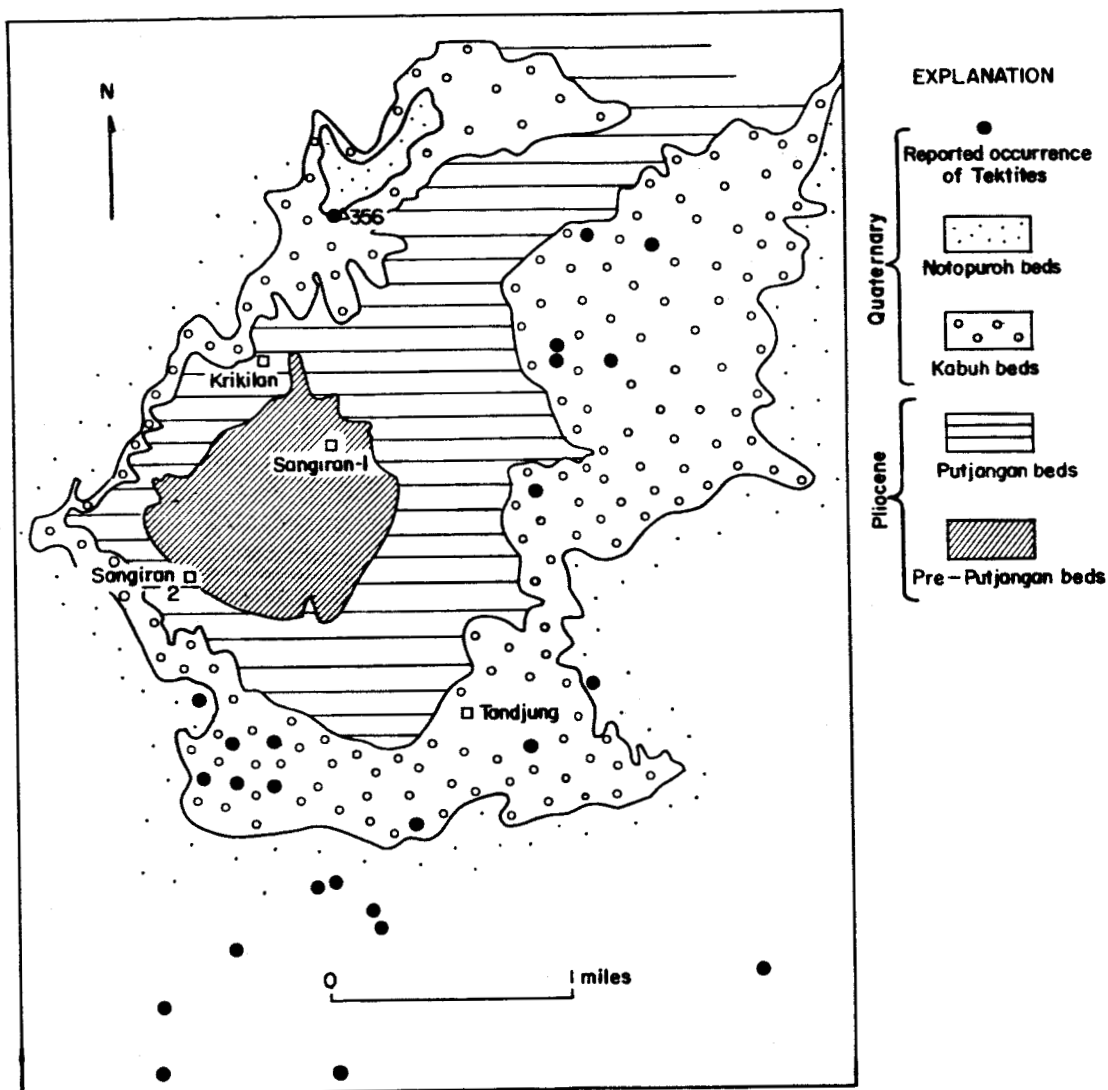 N
356
Krikilan
Sangiran-1
Sangiran
2
Tandjung
0 1 miles
EXPLANATION
Reported occurrence
of Tektites
Notopuroh beds
Kabuh beds
Quaternary
Putjangan beds
Pre-Putjangan beds
Pliocene